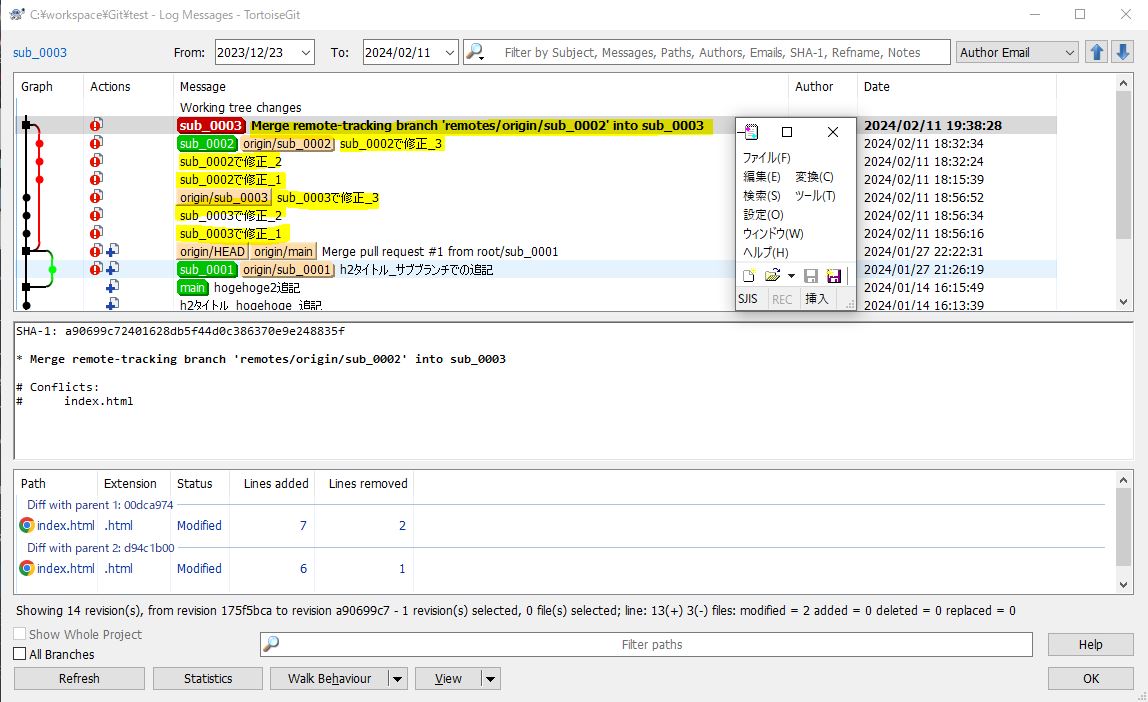 C:¥workspace¥Git¥test - Log Messages - TortoiseGit
sub_0003 From: 2023/12/23 To: 2024/02/11 Filter by Subject, Messages, Paths, Authors, Emails, SHA-1, Refname, Notes Author Email
Graph Actions Message Author Date
Working tree changes
sub_0003 Merge remote-tracking branch 'remotes/origin/sub_0002' into sub_0003 2024/02/11 19:38:28
sub_0002 origin/sub_0002 sub_0002で修正_3 2024/02/11 18:32:34
sub_0002で修正_2 2024/02/11 18:32:24
sub_0002で修正_1 2024/02/11 18:15:39
origin/sub_0003 sub_0003で修正_3 2024/02/11 18:56:52
sub_0003で修正_2 2024/02/11 18:56:34
sub_0003で修正_1 2024/02/11 18:56:16
origin/HEAD origin/main Merge pull request #1 from root/sub_0001 2024/01/27 22:22:31
sub_0001 origin/sub_0001 h2タイトル_サブブランチでの追記 2024/01/27 21:26:19
main hogehoge2追記 2024/01/14 16:15:49
h2タイトル hogehoge 追記 2024/01/14 16:13:39
ファイル(F)
編集(E) 変換(C)
検索(S) ツール(T)
設定(O)
ウィンドウ(W)
ヘルプ(H)
SJIS REC 挿入
SHA-1: a90699c72401628db5f44d0c386370e9e248835f
* Merge remote-tracking branch 'remotes/origin/sub_0002' into sub_0003
# Conflicts:
# index.html
Path Extension Status Lines added Lines removed
Diff with parent 1: 00dca974
index.html .html Modified 7 2
Diff with parent 2: d94c1b00
index.html .html Modified 6 1
Showing 14 revision(s), from revision 175f5bca to revision a90699c7 - 1 revision(s) selected, 0 file(s) selected; line: 13(+) 3(-) files: modified = 2 added = 0 deleted = 0 replaced = 0
Show Whole Project
All Branches
Filter paths
Help
Refresh Statistics Walk Behaviour View OK